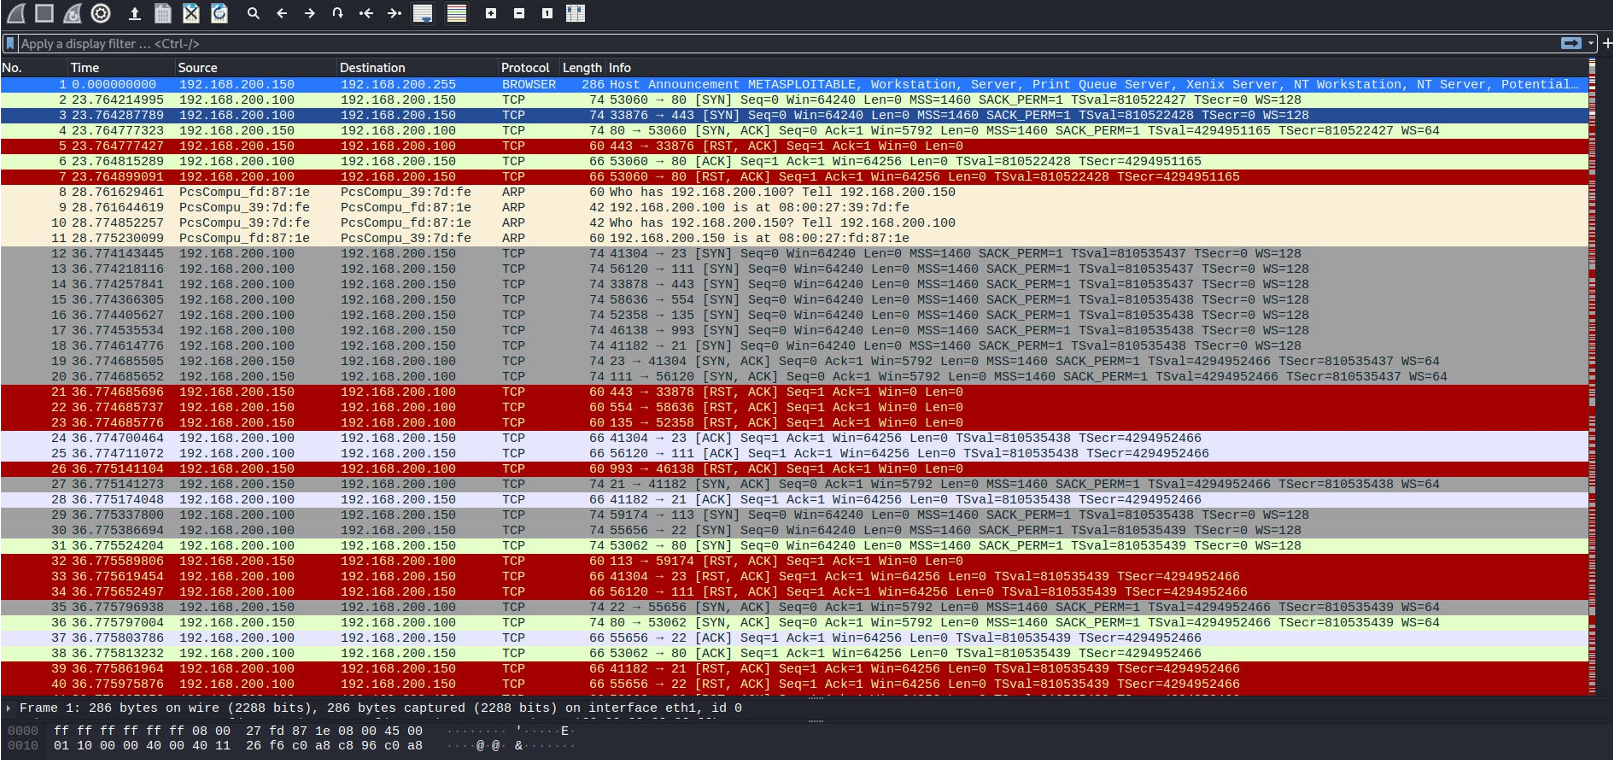 Apply a display filter ... <Ctrl-/>
No. Time Source Destination Protocol Length Info
1 0.000000000 192.168.200.150 192.168.200.255 BROWSER 286 Host Announcement METASPLOITABLE, Workstation, Server, Print Queue Server, Xenix Server, NT Workstation, NT Server, Potential...
2 23.764214995 192.168.200.100 192.168.200.150 TCP 74 53060 → 80 [SYN] Seq=0 Win=64240 Len=0 MSS=1460 SACK_PERM=1 TSval=810522427 TSecr=0 WS=128
3 23.764287789 192.168.200.100 192.168.200.150 TCP 74 33876 → 443 [SYN] Seq=0 Win=64240 Len=0 MSS=1460 SACK_PERM=1 TSval=810522428 TSecr=0 WS=128
4 23.764777323 192.168.200.150 192.168.200.100 TCP 74 80 → 53060 [SYN, ACK] Seq=0 Ack=1 Win=5792 Len=0 MSS=1460 SACK_PERM=1 TSval=4294951165 TSecr=810522427 WS=64
5 23.764777427 192.168.200.150 192.168.200.100 TCP 60 443 → 33876 [RST, ACK] Seq=1 Ack=1 Win=0 Len=0
6 23.764815289 192.168.200.100 192.168.200.150 TCP 66 53060 → 80 [ACK] Seq=1 Ack=1 Win=64256 Len=0 TSval=810522428 TSecr=4294951165
7 23.764899091 192.168.200.100 192.168.200.150 TCP 66 53060 → 80 [RST, ACK] Seq=1 Ack=1 Win=64256 Len=0 TSval=810522428 TSecr=4294951165
8 28.761629461 PcsCompu_fd:87:1e PcsCompu_39:7d:fe ARP 60 Who has 192.168.200.100? Tell 192.168.200.150
9 28.761644619 PcsCompu_39:7d:fe PcsCompu_fd:87:1e ARP 42 192.168.200.100 is at 08:00:27:39:7d:fe
10 28.774852257 PcsCompu_39:7d:fe PcsCompu_fd:87:1e ARP 42 Who has 192.168.200.150? Tell 192.168.200.100
11 28.775230099 PcsCompu_fd:87:1e PcsCompu_39:7d:fe ARP 60 192.168.200.150 is at 08:00:27:fd:87:1e
12 36.774143445 192.168.200.100 192.168.200.150 TCP 74 41304 → 23 [SYN] Seq=0 Win=64240 Len=0 MSS=1460 SACK_PERM=1 TSval=810535437 TSecr=0 WS=128
13 36.774218116 192.168.200.100 192.168.200.150 TCP 74 56120 → 111 [SYN] Seq=0 Win=64240 Len=0 MSS=1460 SACK_PERM=1 TSval=810535437 TSecr=0 WS=128
14 36.774257841 192.168.200.100 192.168.200.150 TCP 74 33878 → 443 [SYN] Seq=0 Win=64240 Len=0 MSS=1460 SACK_PERM=1 TSval=810535437 TSecr=0 WS=128
15 36.774366305 192.168.200.100 192.168.200.150 TCP 74 58636 → 554 [SYN] Seq=0 Win=64240 Len=0 MSS=1460 SACK_PERM=1 TSval=810535438 TSecr=0 WS=128
16 36.774405627 192.168.200.100 192.168.200.150 TCP 74 52358 → 135 [SYN] Seq=0 Win=64240 Len=0 MSS=1460 SACK_PERM=1 TSval=810535438 TSecr=0 WS=128
17 36.774535534 192.168.200.100 192.168.200.150 TCP 74 46138 → 993 [SYN] Seq=0 Win=64240 Len=0 MSS=1460 SACK_PERM=1 TSval=810535438 TSecr=0 WS=128
18 36.774614776 192.168.200.100 192.168.200.150 TCP 74 41182 → 21 [SYN] Seq=0 Win=64240 Len=0 MSS=1460 SACK_PERM=1 TSval=810535438 TSecr=0 WS=128
19 36.774685505 192.168.200.150 192.168.200.100 TCP 74 23 → 41304 [SYN, ACK] Seq=0 Ack=1 Win=5792 Len=0 MSS=1460 SACK_PERM=1 TSval=4294952466 TSecr=810535437 WS=64
20 36.774685652 192.168.200.150 192.168.200.100 TCP 74 111 → 56120 [SYN, ACK] Seq=0 Ack=1 Win=5792 Len=0 MSS=1460 SACK_PERM=1 TSval=4294952466 TSecr=810535437 WS=64
21 36.774685696 192.168.200.150 192.168.200.100 TCP 60 443 → 33878 [RST, ACK] Seq=1 Ack=1 Win=0 Len=0
22 36.774685737 192.168.200.150 192.168.200.100 TCP 60 554 → 58636 [RST, ACK] Seq=1 Ack=1 Win=0 Len=0
23 36.774685776 192.168.200.150 192.168.200.100 TCP 60 135 → 52358 [RST, ACK] Seq=1 Ack=1 Win=0 Len=0
24 36.774700464 192.168.200.100 192.168.200.150 TCP 66 41304 → 23 [ACK] Seq=1 Ack=1 Win=64256 Len=0 TSval=810535438 TSecr=4294952466
25 36.774711072 192.168.200.100 192.168.200.150 TCP 66 56120 → 111 [ACK] Seq=1 Ack=1 Win=64256 Len=0 TSval=810535438 TSecr=4294952466
26 36.775141104 192.168.200.150 192.168.200.100 TCP 60 993 → 46138 [RST, ACK] Seq=1 Ack=1 Win=0 Len=0
27 36.775141273 192.168.200.150 192.168.200.100 TCP 74 21 → 41182 [SYN, ACK] Seq=0 Ack=1 Win=5792 Len=0 MSS=1460 SACK_PERM=1 TSval=4294952466 TSecr=810535438 WS=64
28 36.775174048 192.168.200.100 192.168.200.150 TCP 66 41182 → 21 [ACK] Seq=1 Ack=1 Win=64256 Len=0 TSval=810535438 TSecr=4294952466
29 36.775337800 192.168.200.100 192.168.200.150 TCP 74 59174 → 113 [SYN] Seq=0 Win=64240 Len=0 MSS=1460 SACK_PERM=1 TSval=810535438 TSecr=0 WS=128
30 36.775386694 192.168.200.100 192.168.200.150 TCP 74 55656 → 22 [SYN] Seq=0 Win=64240 Len=0 MSS=1460 SACK_PERM=1 TSval=810535439 TSecr=0 WS=128
31 36.775524204 192.168.200.100 192.168.200.150 TCP 74 53062 → 80 [SYN] Seq=0 Win=64240 Len=0 MSS=1460 SACK_PERM=1 TSval=810535439 TSecr=0 WS=128
32 36.775589806 192.168.200.150 192.168.200.100 TCP 60 113 → 59174 [RST, ACK] Seq=1 Ack=1 Win=0 Len=0
33 36.775619454 192.168.200.100 192.168.200.150 TCP 66 41304 → 23 [RST, ACK] Seq=1 Ack=1 Win=64256 Len=0 TSval=810535439 TSecr=4294952466
34 36.775652497 192.168.200.100 192.168.200.150 TCP 66 56120 → 111 [RST, ACK] Seq=1 Ack=1 Win=64256 Len=0 TSval=810535439 TSecr=4294952466
35 36.775796938 192.168.200.150 192.168.200.100 TCP 74 22 → 55656 [SYN, ACK] Seq=0 Ack=1 Win=5792 Len=0 MSS=1460 SACK_PERM=1 TSval=4294952466 TSecr=810535439 WS=64
36 36.775797004 192.168.200.150 192.168.200.100 TCP 74 80 → 53062 [SYN, ACK] Seq=0 Ack=1 Win=5792 Len=0 MSS=1460 SACK_PERM=1 TSval=4294952466 TSecr=810535439 WS=64
37 36.775803786 192.168.200.100 192.168.200.150 TCP 66 55656 → 22 [ACK] Seq=1 Ack=1 Win=64256 Len=0 TSval=810535439 TSecr=4294952466
38 36.775813232 192.168.200.100 192.168.200.150 TCP 66 53062 → 80 [ACK] Seq=1 Ack=1 Win=64256 Len=0 TSval=810535439 TSecr=4294952466
39 36.775861964 192.168.200.100 192.168.200.150 TCP 66 41182 → 21 [RST, ACK] Seq=1 Ack=1 Win=64256 Len=0 TSval=810535439 TSecr=4294952466
40 36.775975876 192.168.200.100 192.168.200.150 TCP 66 55656 → 22 [RST, ACK] Seq=1 Ack=1 Win=64256 Len=0 TSval=810535439 TSecr=4294952466
Frame 1: 286 bytes on wire (2288 bits), 286 bytes captured (2288 bits) on interface eth1, id 0
0000 ff ff ff ff ff ff 08 00 27 fd 87 1e 08 00 45 00 ········ '·····E·
0010 01 10 00 00 40 00 40 11 26 f6 c0 a8 c8 96 c0 a8 ····@·@· &·······